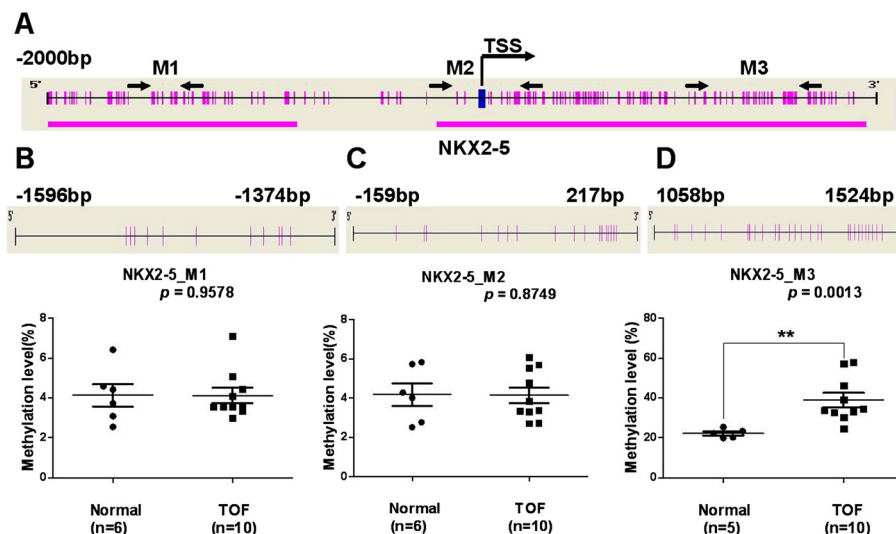 A
-2000bp
TSS
M1
M2
M3
5'
3'
NKX2-5
B
C
D
-1596bp
-1374bp
-159bp
217bp
1058bp
1524bp
5'
3'
5'
3'
5'
NKX2-5_M1
p = 0.9578
NKX2-5_M2
p = 0.8749
NKX2-5_M3
p = 0.0013
Methylation level(%)
8
6
4
2
0
Normal
(n=6)
TOF
(n=10)
Methylation level(%)
8
6
4
2
0
Normal
(n=6)
TOF
(n=10)
Methylation level(%)
80
60
40
20
0
**
Normal
(n=5)
TOF
(n=10)